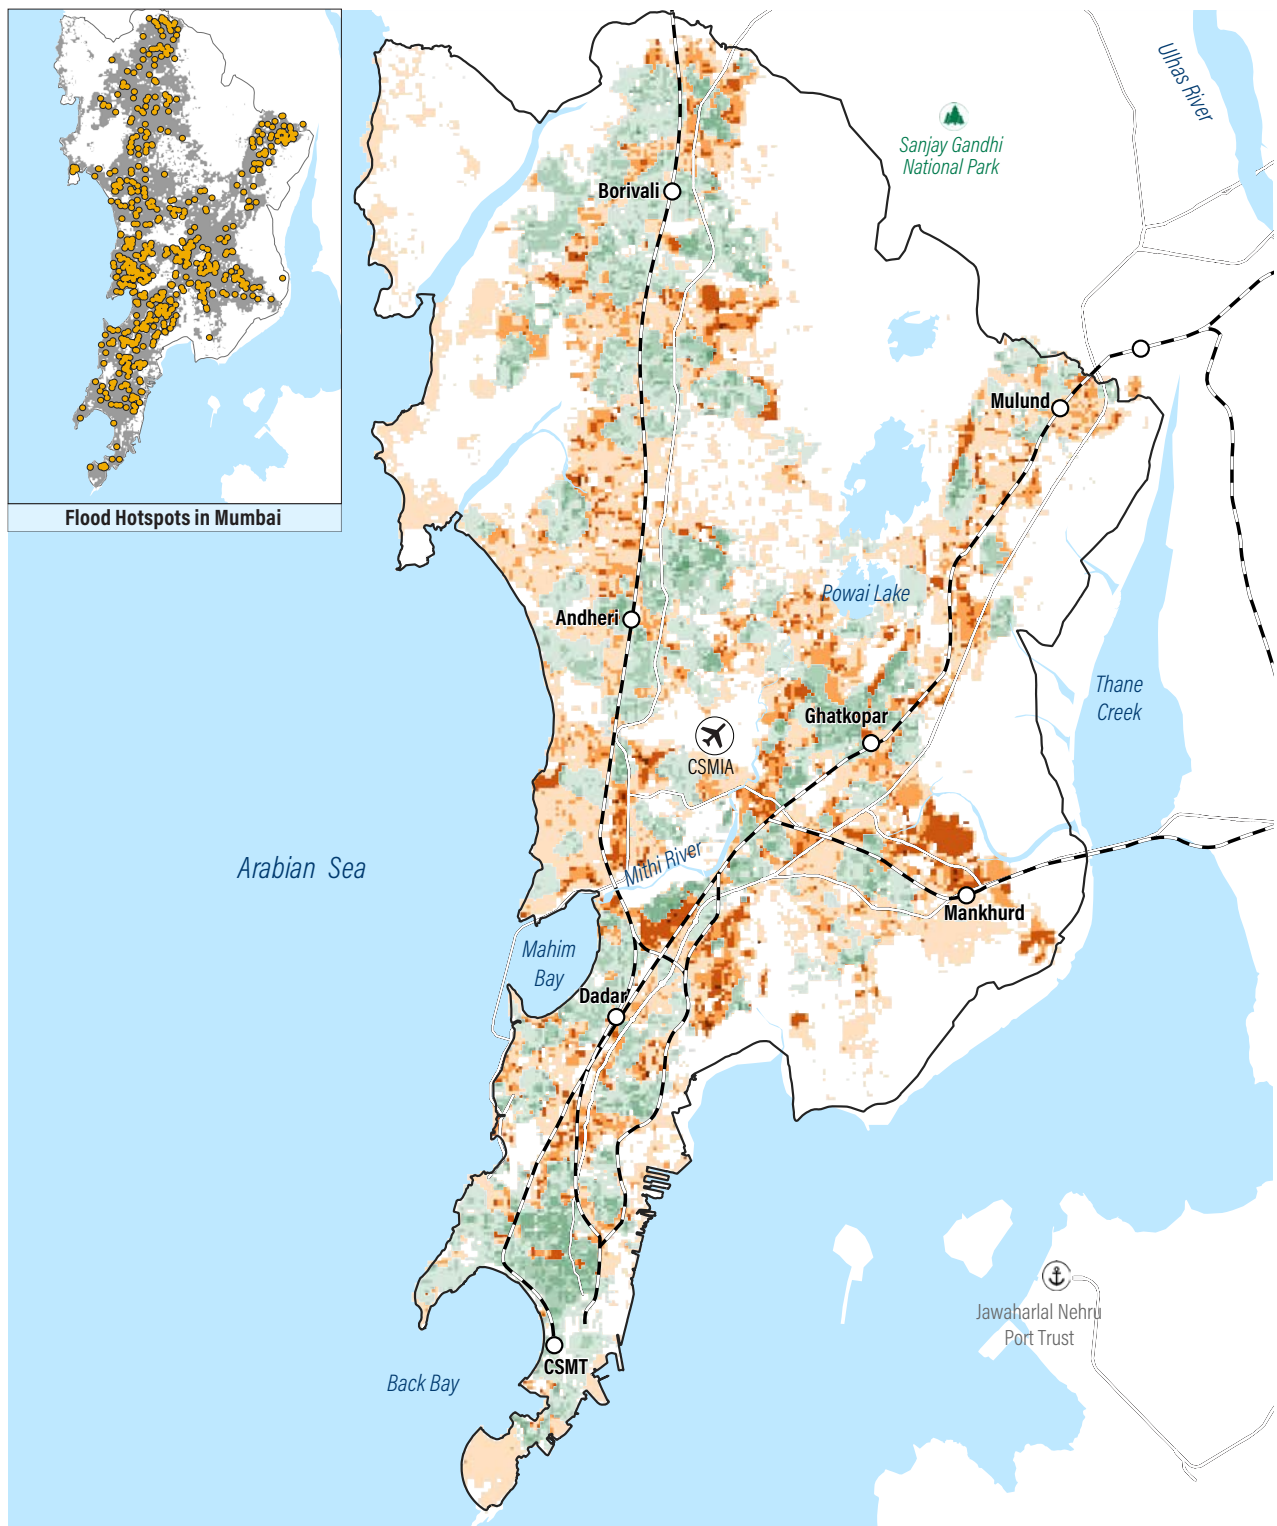 Flood Hotspots in Mumbai
Ulhas River
Sanjay Gandhi
National Park
Borivali
Mulund
Powai Lake
Andheri
Thane
Creek
Ghatkopar
CSMIA
Arabian Sea
Mithi River
Mankhurd
Mahim
Bay
Dadar
Jawaharlal Nehru
Port Trust
CSMT
Back Bay